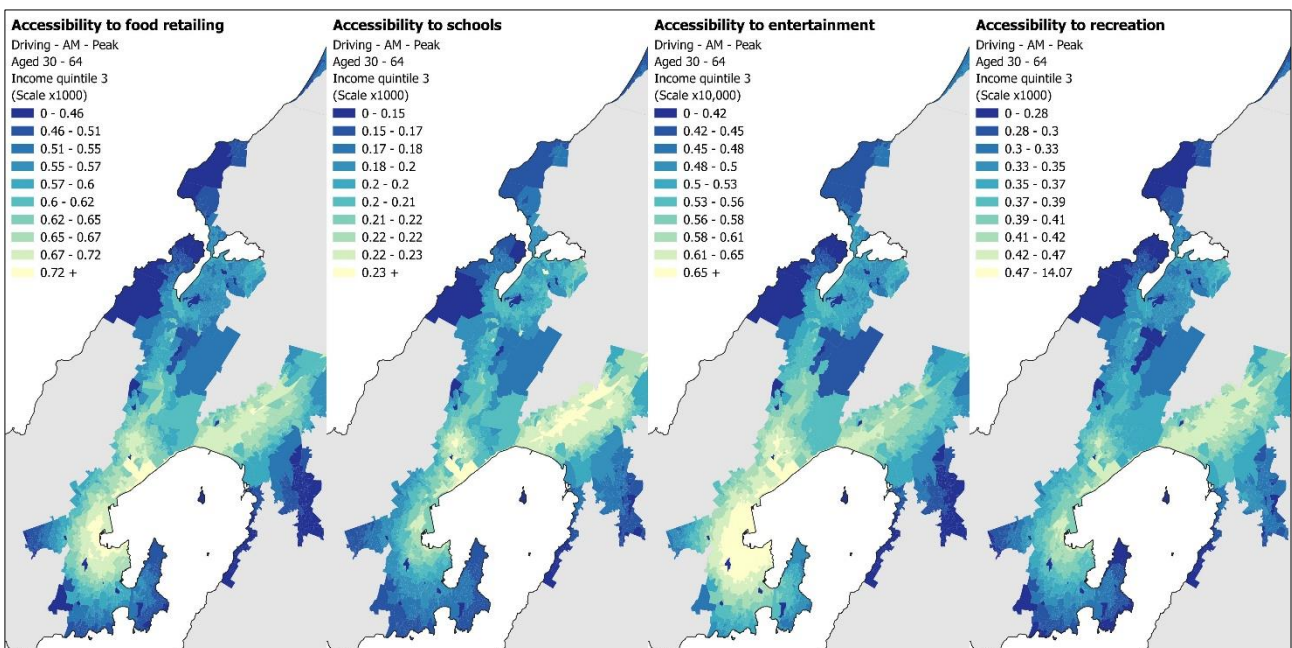 Accessibility to food retailing
Driving - AM - Peak
Aged 30 - 64
Income quintile 3
(Scale x1000)
0 - 0.46
0.46 - 0.51
0.51 - 0.55
0.55 - 0.57
0.57 - 0.6
0.6 - 0.62
0.62 - 0.65
0.65 - 0.67
0.67 - 0.72
0.72 +
Accessibility to schools
Driving - AM - Peak
Aged 30 - 64
Income quintile 3
(Scale x1000)
0 - 0.15
0.15 - 0.17
0.17 - 0.18
0.18 - 0.2
0.2 - 0.2
0.2 - 0.21
0.21 - 0.22
0.22 - 0.22
0.22 - 0.23
0.23 +
Accessibility to entertainment
Driving - AM - Peak
Aged 30 - 64
Income quintile 3
(Scale x10,000)
0 - 0.42
0.42 - 0.45
0.45 - 0.48
0.48 - 0.5
0.5 - 0.53
0.53 - 0.56
0.56 - 0.58
0.58 - 0.61
0.61 - 0.65
0.65 +
Accessibility to recreation
Driving - AM - Peak
Aged 30 - 64
Income quintile 3
(Scale x1000)
0 - 0.28
0.28 - 0.3
0.3 - 0.33
0.33 - 0.35
0.35 - 0.37
0.37 - 0.39
0.39 - 0.41
0.41 - 0.42
0.42 - 0.47
0.47 - 14.07